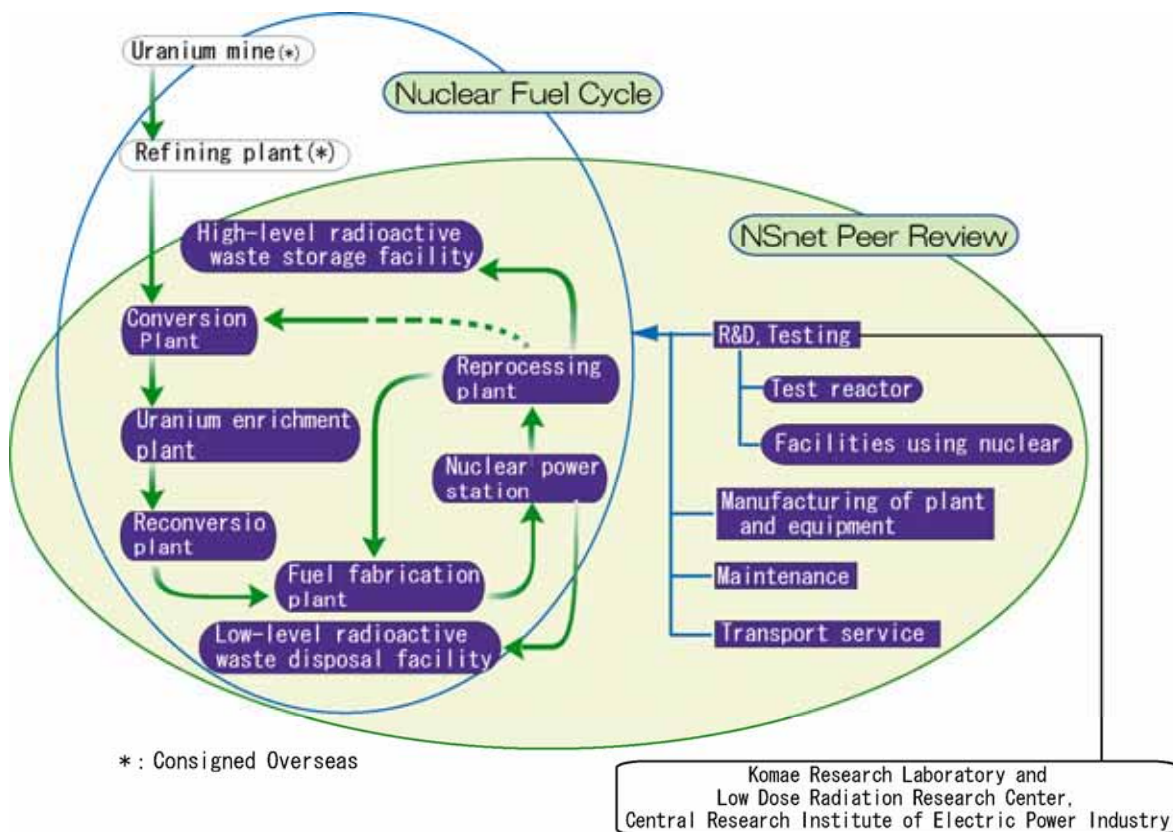 Uranium mine(*)
Nuclear Fuel Cycle
Refining plant(*)
NSnet Peer Review
High-level radioactive
waste storage facility
Conversion
Plant
R&D, Testing
Reprocessing
plant
Test reactor
Uranium enrichment
plant
Facilities using nuclear
Nuclear power
station
Manufacturing of plant
and equipment
Reconversio
plant
Fuel fabrication
plant
Maintenance
Low-level radioactive
waste disposal facility
Transport service
*: Consigned Overseas
Komae Research Laboratory and
Low Dose Radiation Research Center,
Central Research Institute of Electric Power Industry